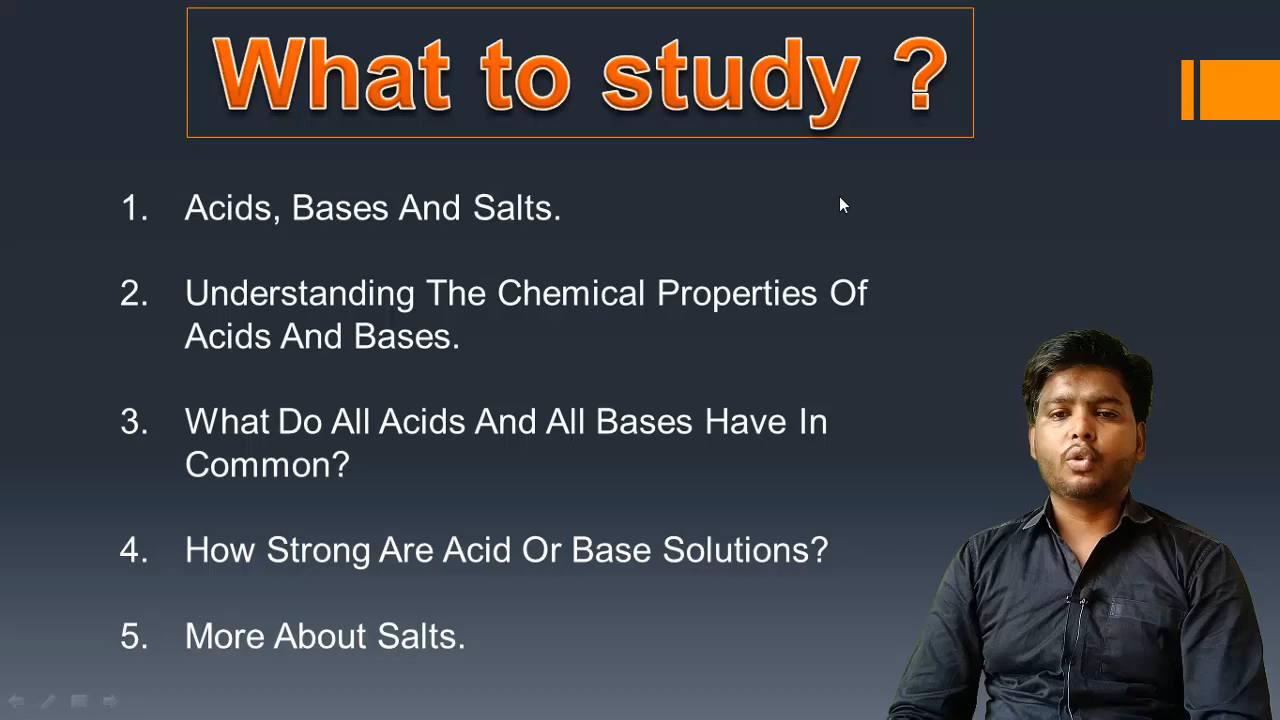 What to study ?
1. Acids, Bases And Salts.
2. Understanding The Chemical Properties Of
Acids And Bases.
3. What Do All Acids And All Bases Have In
Common?
4. How Strong Are Acid Or Base Solutions?
5. More About Salts.